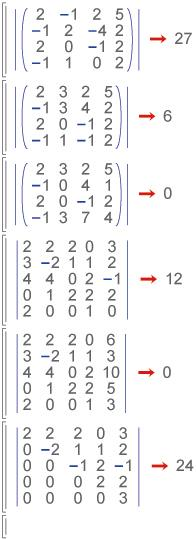 2 -1 2 5
-1 2 -4 2
2 0 -1 2
-1 1 0 2
→ 27
2 3 2 5
-1 3 4 2
2 0 -1 2
-1 1 -1 2
→ 6
2 3 2 5
-1 0 4 1
2 0 -1 2
-1 3 7 4
→ 0
2 2 2 0 3
3 -2 1 1 2
4 4 0 2 -1
0 1 2 2 2
2 0 0 1 0
→ 12
2 2 2 0 6
3 -2 1 1 3
4 4 0 2 10
0 1 2 2 5
2 0 0 1 3
→ 0
2 2 2 0 3
0 -2 1 1 2
0 0 -1 2 -1
0 0 0 2 2
0 0 0 0 3
→ 24